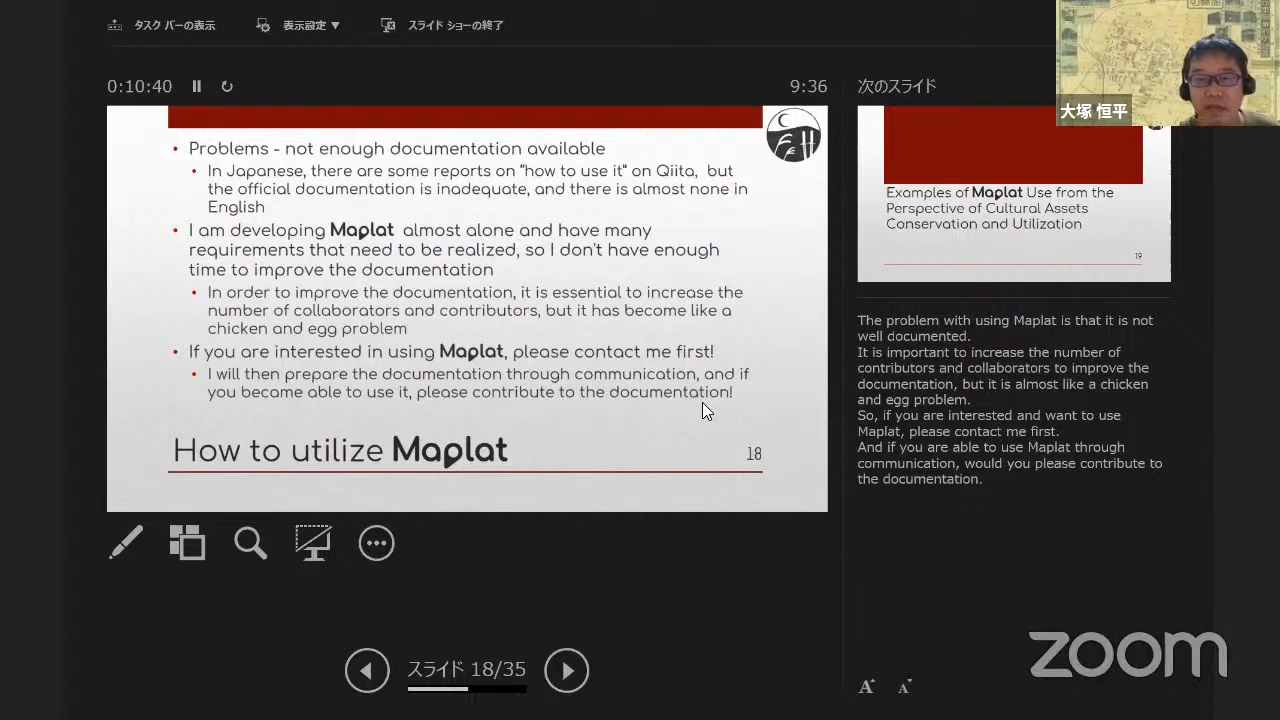 タスク バーの表示
表示設定 ▼
スライド ショーの終了
0:10:40
9:36
次のスライド
大塚 恒平
• Problems - not enough documentation available
• In Japanese, there are some reports on “how to use it” on Qiita, but
the official documentation is inadequate, and there is almost none in
English
• I am developing Maplat almost alone and have many
requirements that need to be realized, so I don't have enough
time to improve the documentation
• In order to improve the documentation, it is essential to increase the
number of collaborators and contributors, but it has become like a
chicken and egg problem
• If you are interested in using Maplat, please contact me first!
• I will then prepare the documentation through communication, and if
you became able to use it, please contribute to the documentation!
How to utilize Maplat
18
Examples of Maplat Use from the
Perspective of Cultural Assets
Conservation and Utilization
19
The problem with using Maplat is that it is not
well documented.
It is important to increase the number of
contributors and collaborators to improve the
documentation, but it is almost like a chicken
and egg problem.
So, if you are interested and want to use
Maplat, please contact me first.
And if you are able to use Maplat through
communication, would you please contribute to
the documentation.
スライド 18/35
A A
zoom